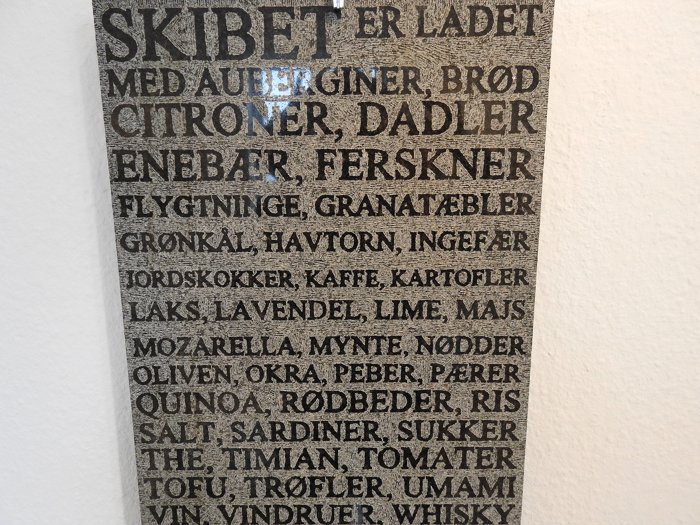 SKIBET ER LADET
MED AUBERGINER, BRØD
CITRONER, DADLER
ENEBÆR, FERSKNER
FLYGTNINGE, GRANATÆBLER
GRØNKÅL, HAVTORN, INGEFÆR
JORDSKOKKER, KAFFE, KARTOFLER
LAKS, LAVENDEL, LIME, MAJS
MOZARELLA, MYNTE, NØDDER
OLIVEN, OKRA, PEBER, PÆRER
QUINOA, RØDBEDER, RIS
SALT, SARDINER, SUKKER
THE, TIMIAN, TOMATER
TOFU, TRØFLER, UMAMI
VIN, VINDRUER, WHISKY